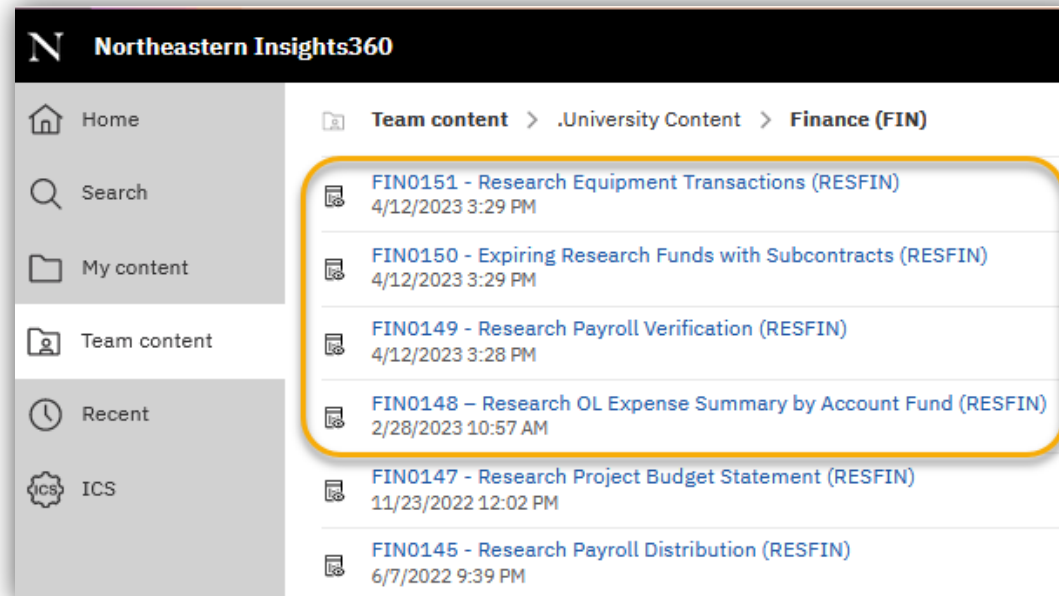 N Northeastern Insights360
Home
Search
My content
Team content
Recent
ICS
ICS
Team content > .University Content > Finance (FIN)
FIN0151 - Research Equipment Transactions (RESFIN)
4/12/2023 3:29 PM
FIN0150 - Expiring Research Funds with Subcontracts (RESFIN)
4/12/2023 3:29 PM
FIN0149 - Research Payroll Verification (RESFIN)
4/12/2023 3:28 PM
FIN0148 – Research OL Expense Summary by Account Fund (RESFIN)
2/28/2023 10:57 AM
FIN0147 - Research Project Budget Statement (RESFIN)
11/23/2022 12:02 PM
FIN0145 - Research Payroll Distribution (RESFIN)
6/7/2022 9:39 PM